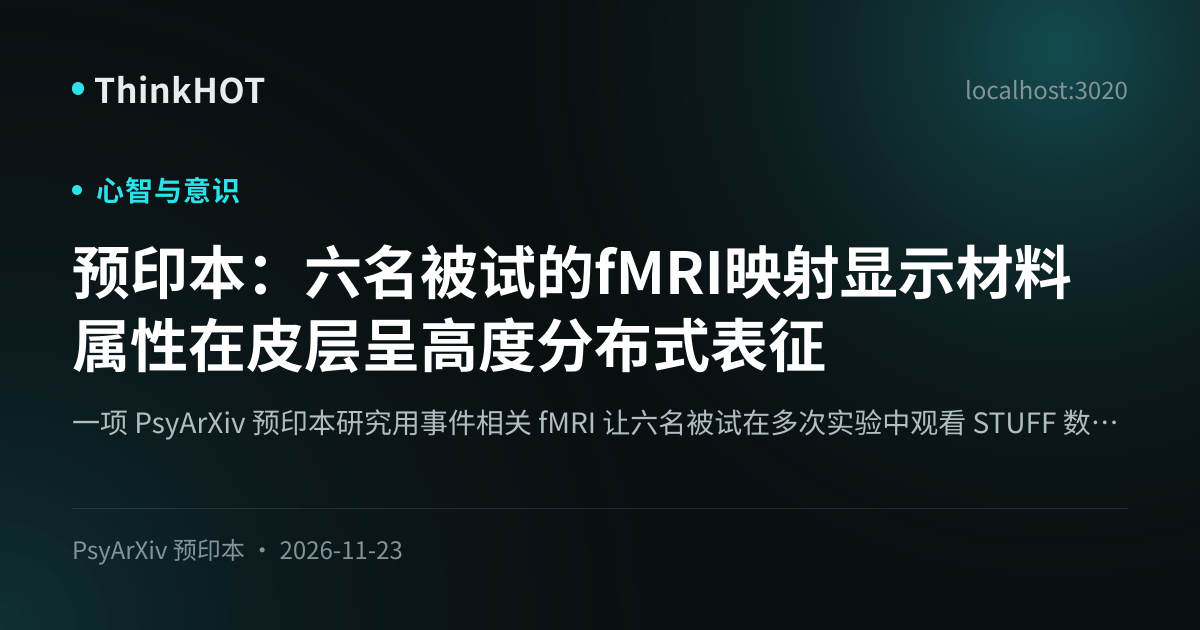 ThinkHOT
localhost:3020
心智与意识
预印本：六名被试的fMRI映射显示材料
属性在皮层呈高度分布式表征
一项 PsyArXiv 预印本研究用事件相关 fMRI 让六名被试在多次实验中观看 STUFF 数…
PsyArXiv 预印本 · 2026-11-23